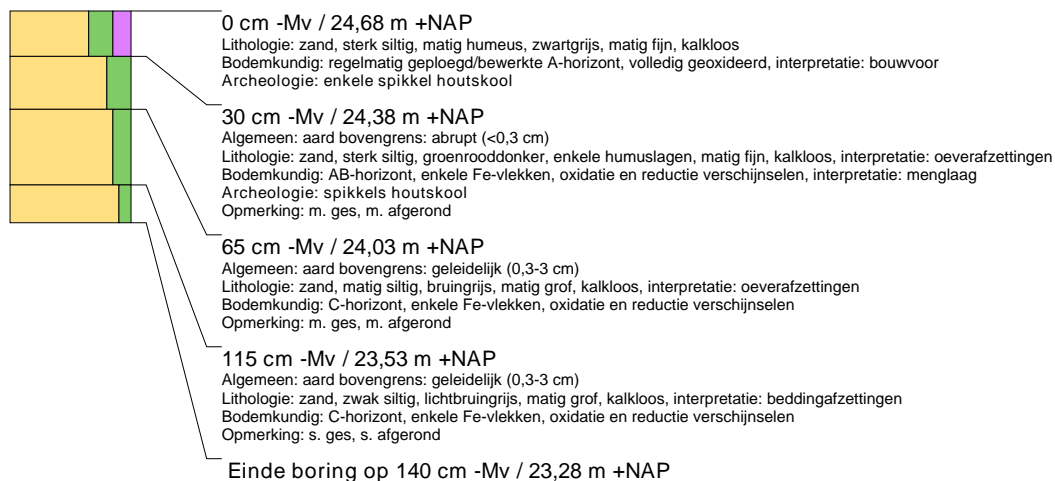 0 cm -Mv / 24,68 m +NAP
Lithologie: zand, sterk siltig, matig humeus, zwartgrijs, matig fijn, kalkloos
Bodemkundig: regelmatig geploegd/bewerkte A-horizont, volledig geoxideerd, interpretatie: bouwvoor
Archeologie: enkele spikkel houtskool
30 cm -Mv / 24,38 m +NAP
Algemeen: aard bovengrens: abrupt (<0,3 cm)
Lithologie: zand, sterk siltig, groenrooddonker, enkele humuslagen, matig fijn, kalkloos, interpretatie: oeverafzettingen
Bodemkundig: AB-horizont, enkele Fe-vlekken, oxidatie en reductie verschijnselen, interpretatie: menglaag
Archeologie: spikkels houtskool
Opmerking: m. ges, m. afgerond
65 cm -Mv / 24,03 m +NAP
Algemeen: aard bovengrens: geleidelijk (0,3-3 cm)
Lithologie: zand, matig siltig, bruingrijs, matig grof, kalkloos, interpretatie: oeverafzettingen
Bodemkundig: C-horizont, enkele Fe-vlekken, oxidatie en reductie verschijnselen
Opmerking: m. ges, m. afgerond
115 cm -Mv / 23,53 m +NAP
Algemeen: aard bovengrens: geleidelijk (0,3-3 cm)
Lithologie: zand, zwak siltig, lichtbruingrijs, matig grof, kalkloos, interpretatie: beddingafzettingen
Bodemkundig: C-horizont, enkele Fe-vlekken, oxidatie en reductie verschijnselen
Opmerking: s. ges, s. afgerond
Einde boring op 140 cm -Mv / 23,28 m +NAP